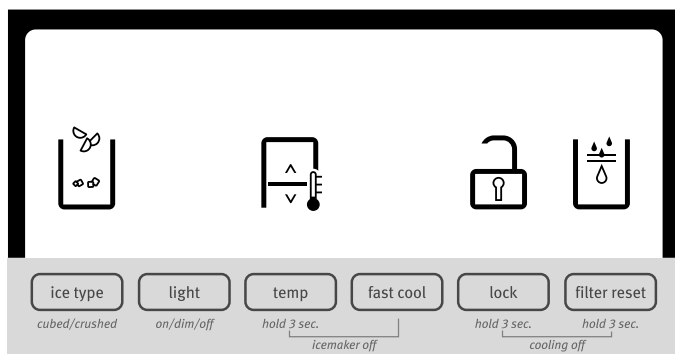 ice type light temp fast cool lock filter reset
cubed/crushed on/dim/off hold 3 sec. hold 3 sec. hold 3 sec.
icemaker off cooling off